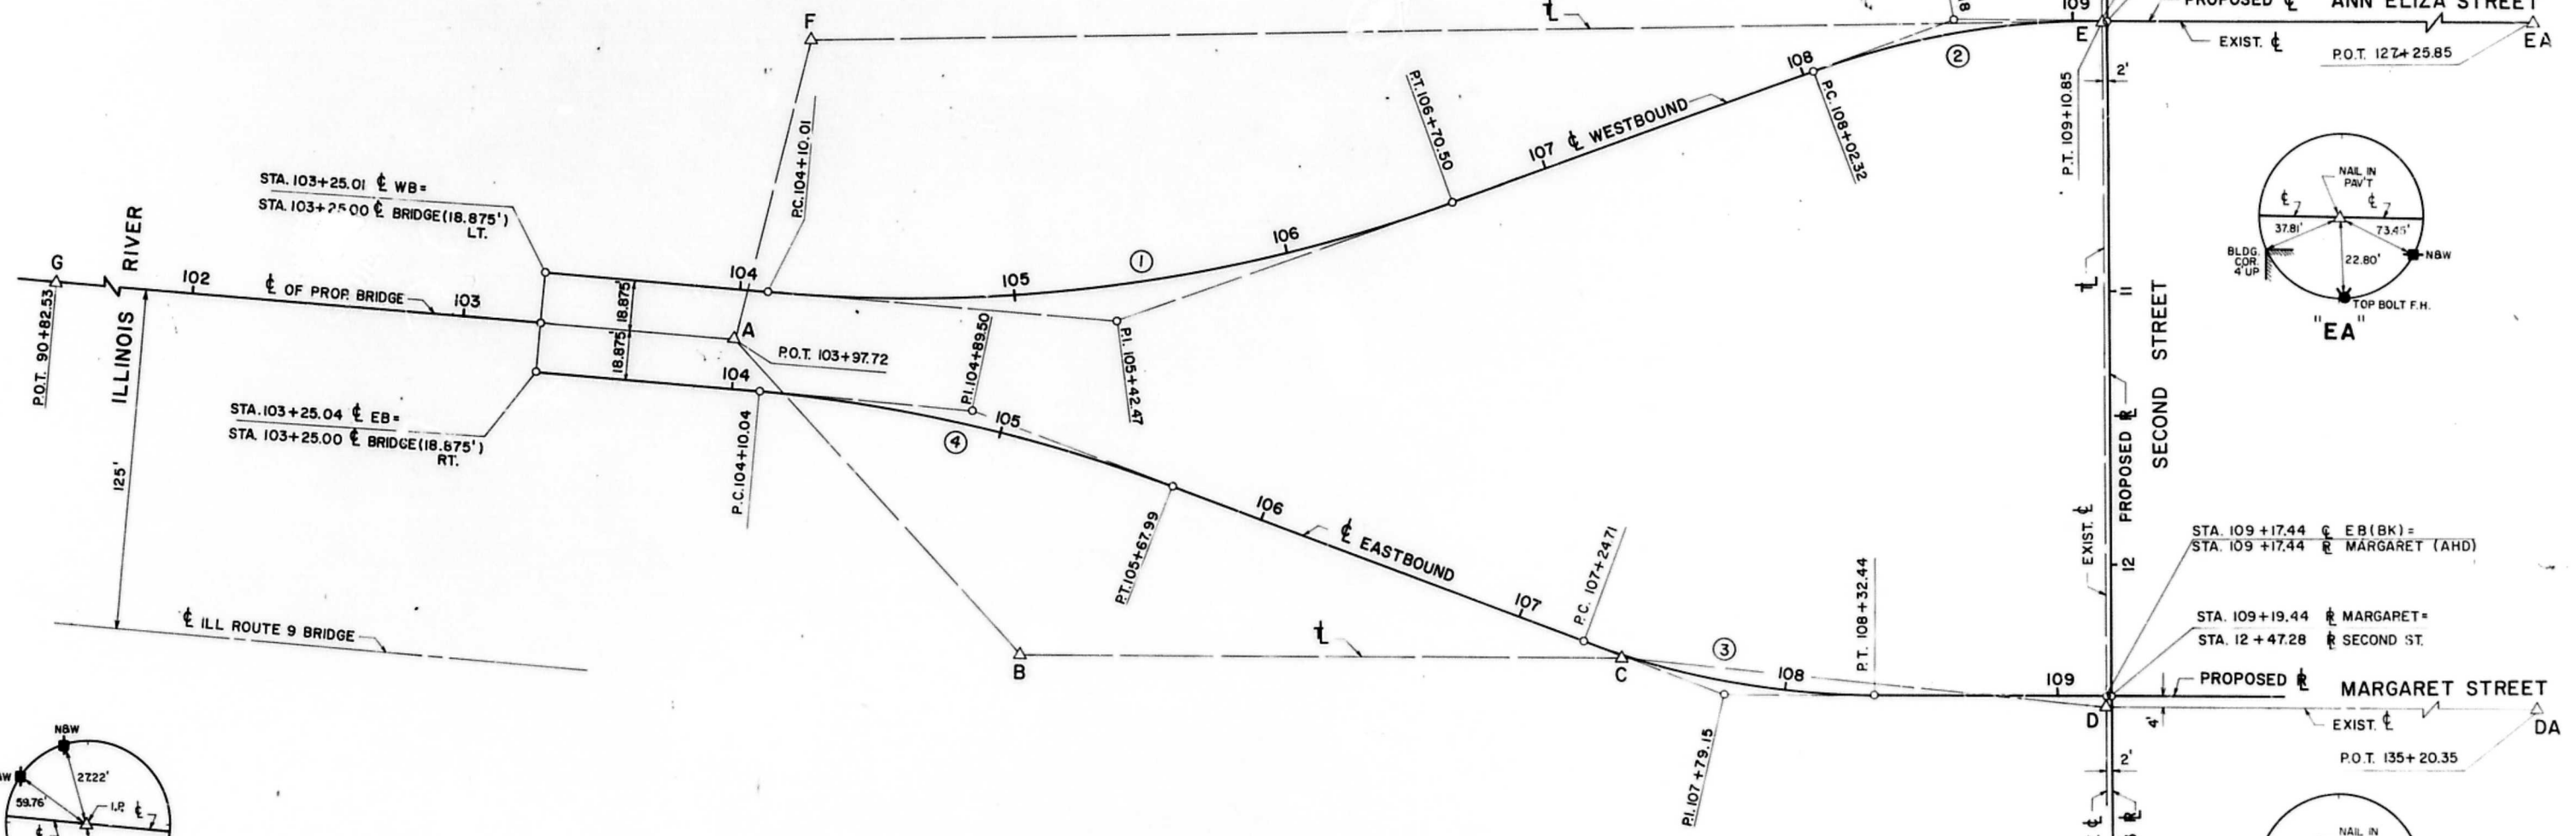 F
℄
8
109
PROPOSED ℄ ANN ELIZA STREET
E
EXIST. ℄
EA
P.O.T. 127+25.85
2'
P.T. 109+10.85
108
②
P.C. 108+02.32
P.T. 106+70.50
107 ℄ WESTBOUND
P.C. 104+10.01
STA. 103+25.01 ℄ WB=
STA. 103+25.00 ℄ BRIDGE(18.875')
LT.
G
ILLINOIS RIVER
102
℄ OF PROP. BRIDGE
103
P.O.T. 90+82.53
104
18.875'
18.875'
A
P.O.T. 103+97.72
105
①
106
P.I. 105+42.47
P.I. 104+89.50
104
STA. 103+25.04 ℄ EB=
STA. 103+25.00 ℄ BRIDGE(18.875')
RT.
125'
P.C. 104+10.04
④
105
P.T. 105+67.99
106
℄ EASTBOUND
107
P.C. 107+24.71
℄ ILL ROUTE 9 BRIDGE
B
C
③
108
P.T. 108+32.44
P.I. 107+79.15
109
D
11
12
EXIST. ℄
PROPOSED
SECOND STREET
NAIL IN
PAV'T
℄ ℄
37.81'
73.45'
BLDG.
COR.
4' UP
22.80'
N&W
TOP BOLT F.H.
"EA"
STA. 109+17.44 ℄ EB(BK)=
STA. 109+17.44 MARGARET (AHD)
STA. 109+19.44 MARGARET=
STA. 12+47.28 SECOND ST.
PROPOSED MARGARET STREET
EXIST. ℄
4'
DA
2'
P.O.T. 135+20.35
N&W
27.22'
59.76'
I.P. ℄
℄
℄
NAIL IN